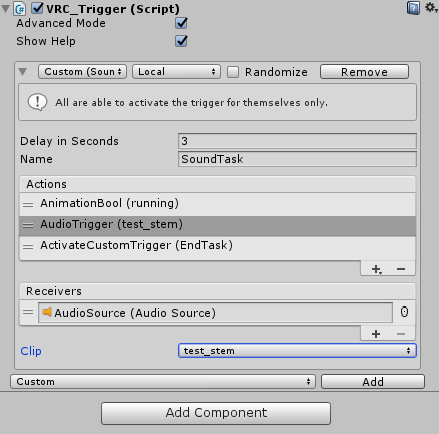 VRC_Trigger (Script)
Advanced Mode
Show Help
Custom (Soun Local Randomize Remove
All are able to activate the trigger for themselves only.
Delay in Seconds 3
Name SoundTask
Actions
AnimationBool (running)
AudioTrigger (test_stem)
ActivateCustomTrigger (EndTask)
Receivers
AudioSource (Audio Source)
Clip test_stem
Custom Add
Add Component